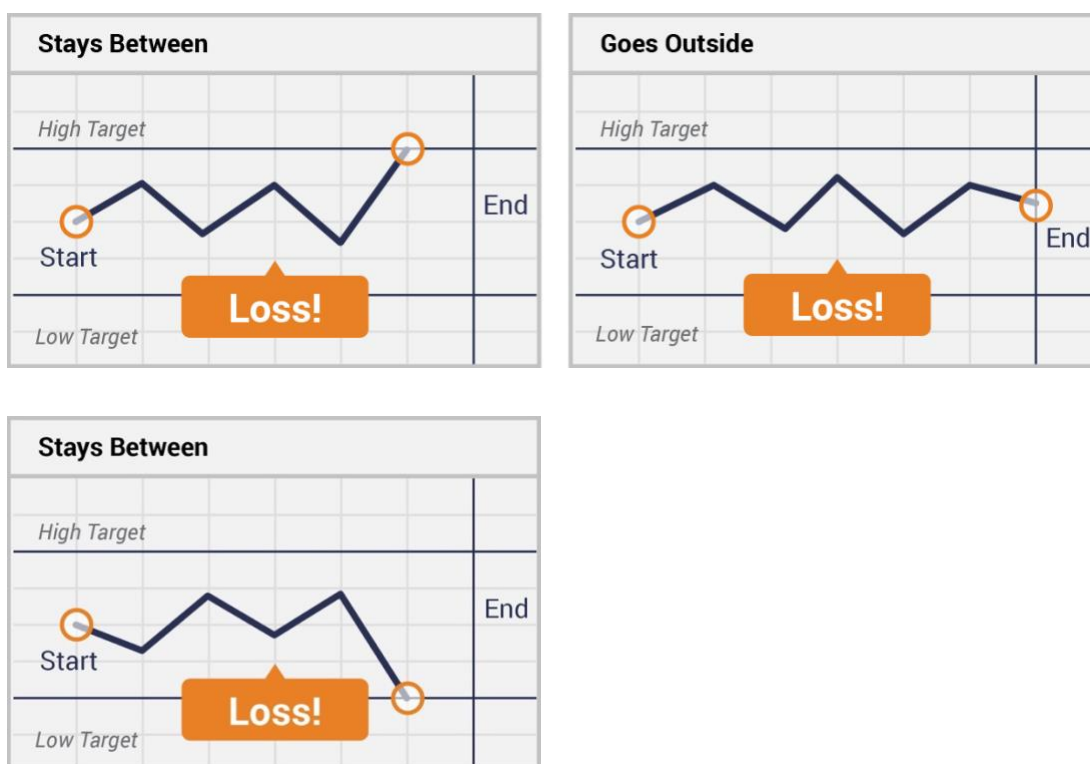 Stays Between
High Target
End
Start
Loss!
Low Target
Goes Outside
High Target
End
Start
Loss!
Low Target
Stays Between
High Target
End
Start
Loss!
Low Target